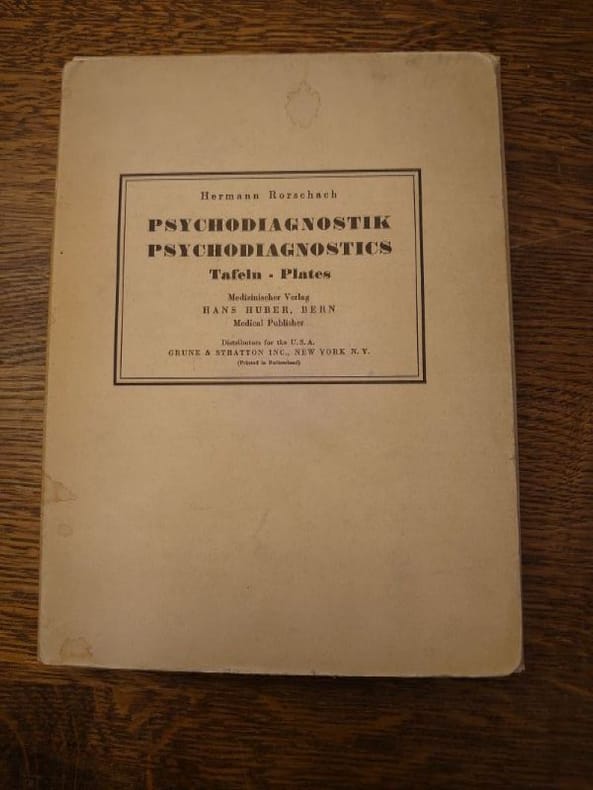 Hermann Rorschach
PSYCHODIAGNOSTIK
PSYCHODIAGNOSTICS
Tafeln - Plates
Medizinischer Verlag
HANS HUBER, BERN
Medical Publisher
Distributors for the U.S.A.
GRUNE & STRATTON INC., NEW YORK N.Y.
(Printed in Switzerland)